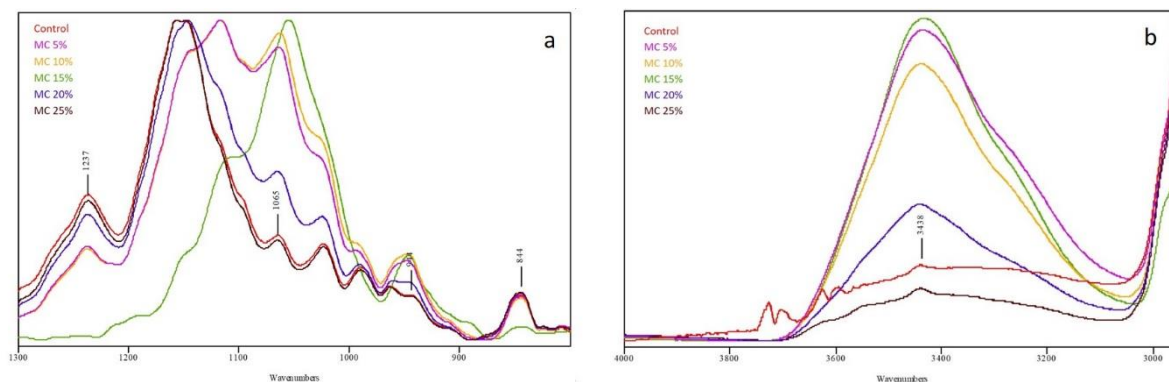 a
Control
MC 5%
MC 10%
MC 15%
MC 20%
MC 25%
1237
1065
844
1300
1200
1100
1000
900
Wavenumbers
b
Control
MC 5%
MC 10%
MC 15%
MC 20%
MC 25%
3438
4000
3800
3600
3400
3200
3000
Wavenumbers